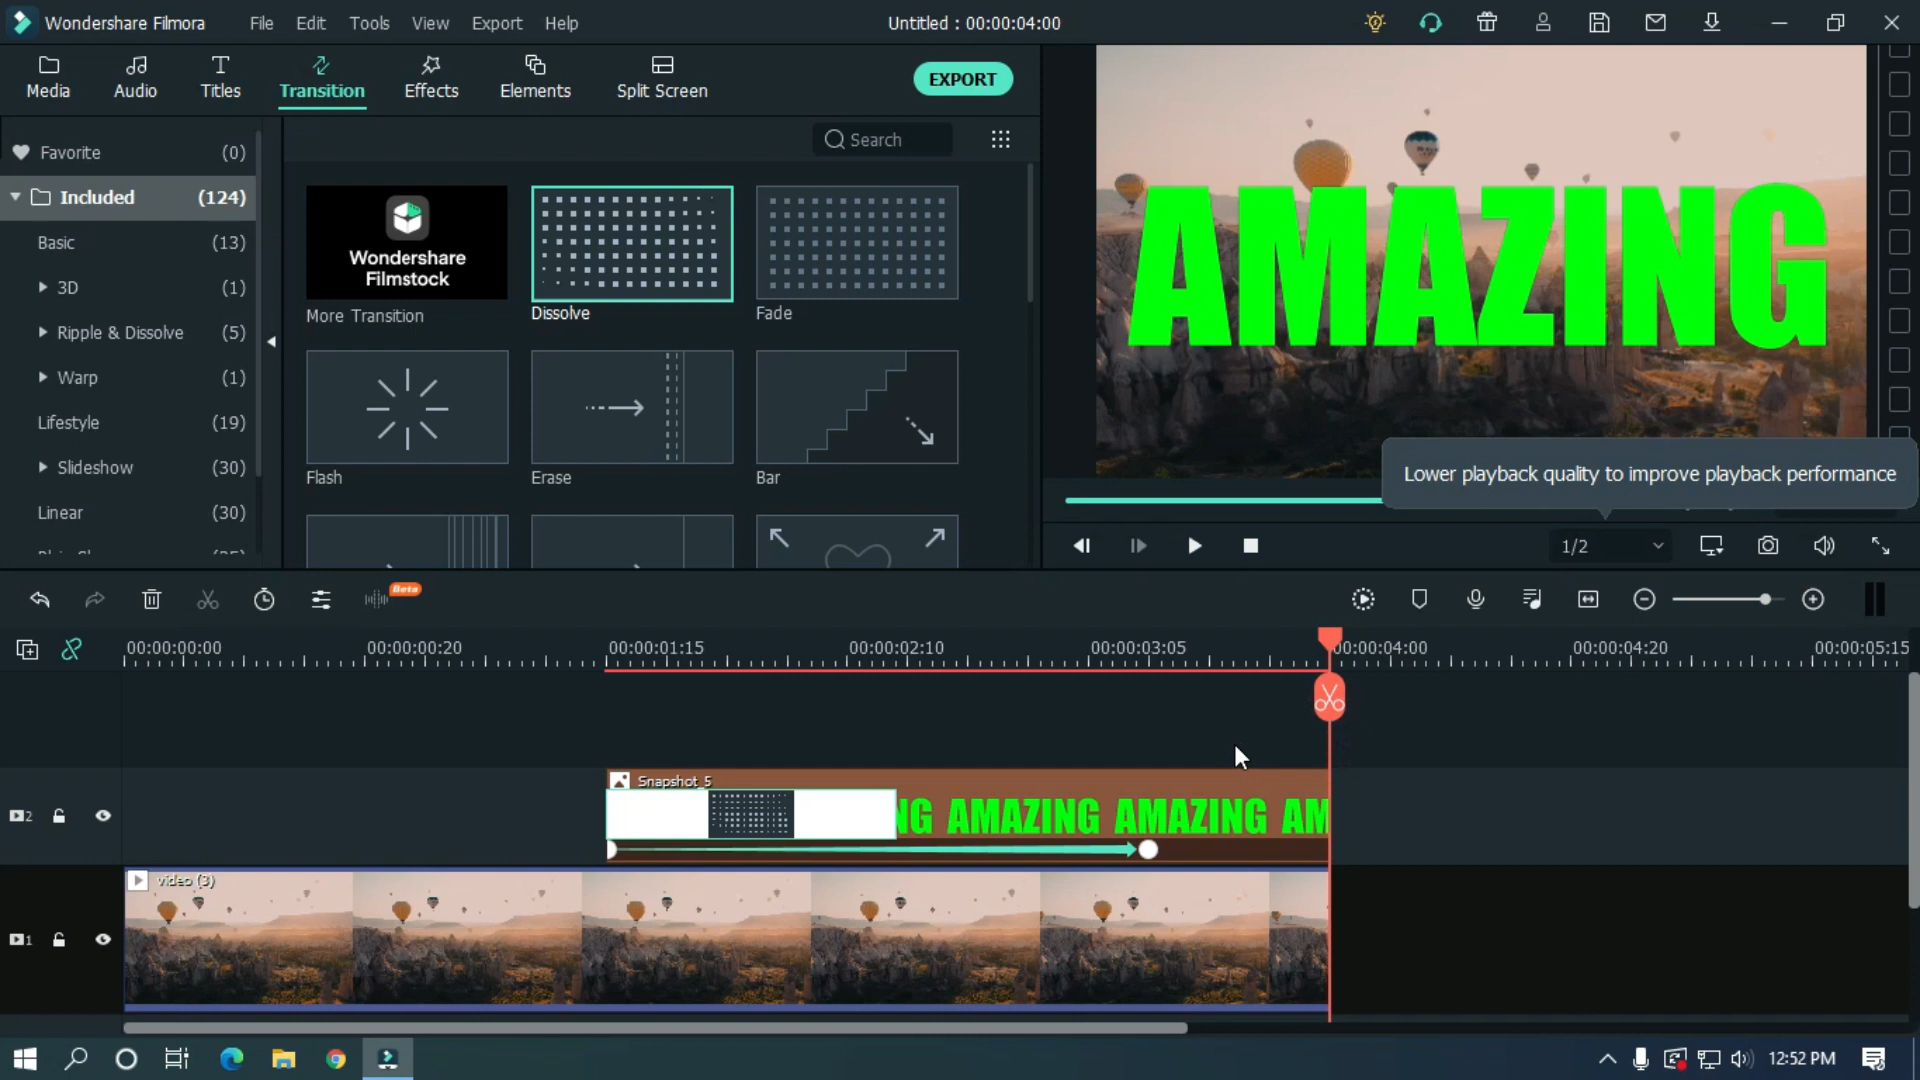 Wondershare Filmora
File Edit Tools View Export Help
Untitled : 00:00:04:00
Media Audio Titles Transition Effects Elements Split Screen
EXPORT
Favorite (0)
Included (124)
Basic (13)
3D (1)
Ripple & Dissolve (5)
Warp (1)
Lifestyle (19)
Slideshow (30)
Linear (30)
Search
Wondershare
Filmstock
More Transition Dissolve Fade
Flash Erase Bar
AMAZING
Lower playback quality to improve playback performance
1/2
Beta
00:00:00:00 00:00:00:20 00:00:01:15 00:00:02:10 00:00:03:05 00:00:04:00 00:00:04:20 00:00:05:15
Snapshot_5
NG AMAZING AMAZING AM
2
video (3)
1
12:52 PM